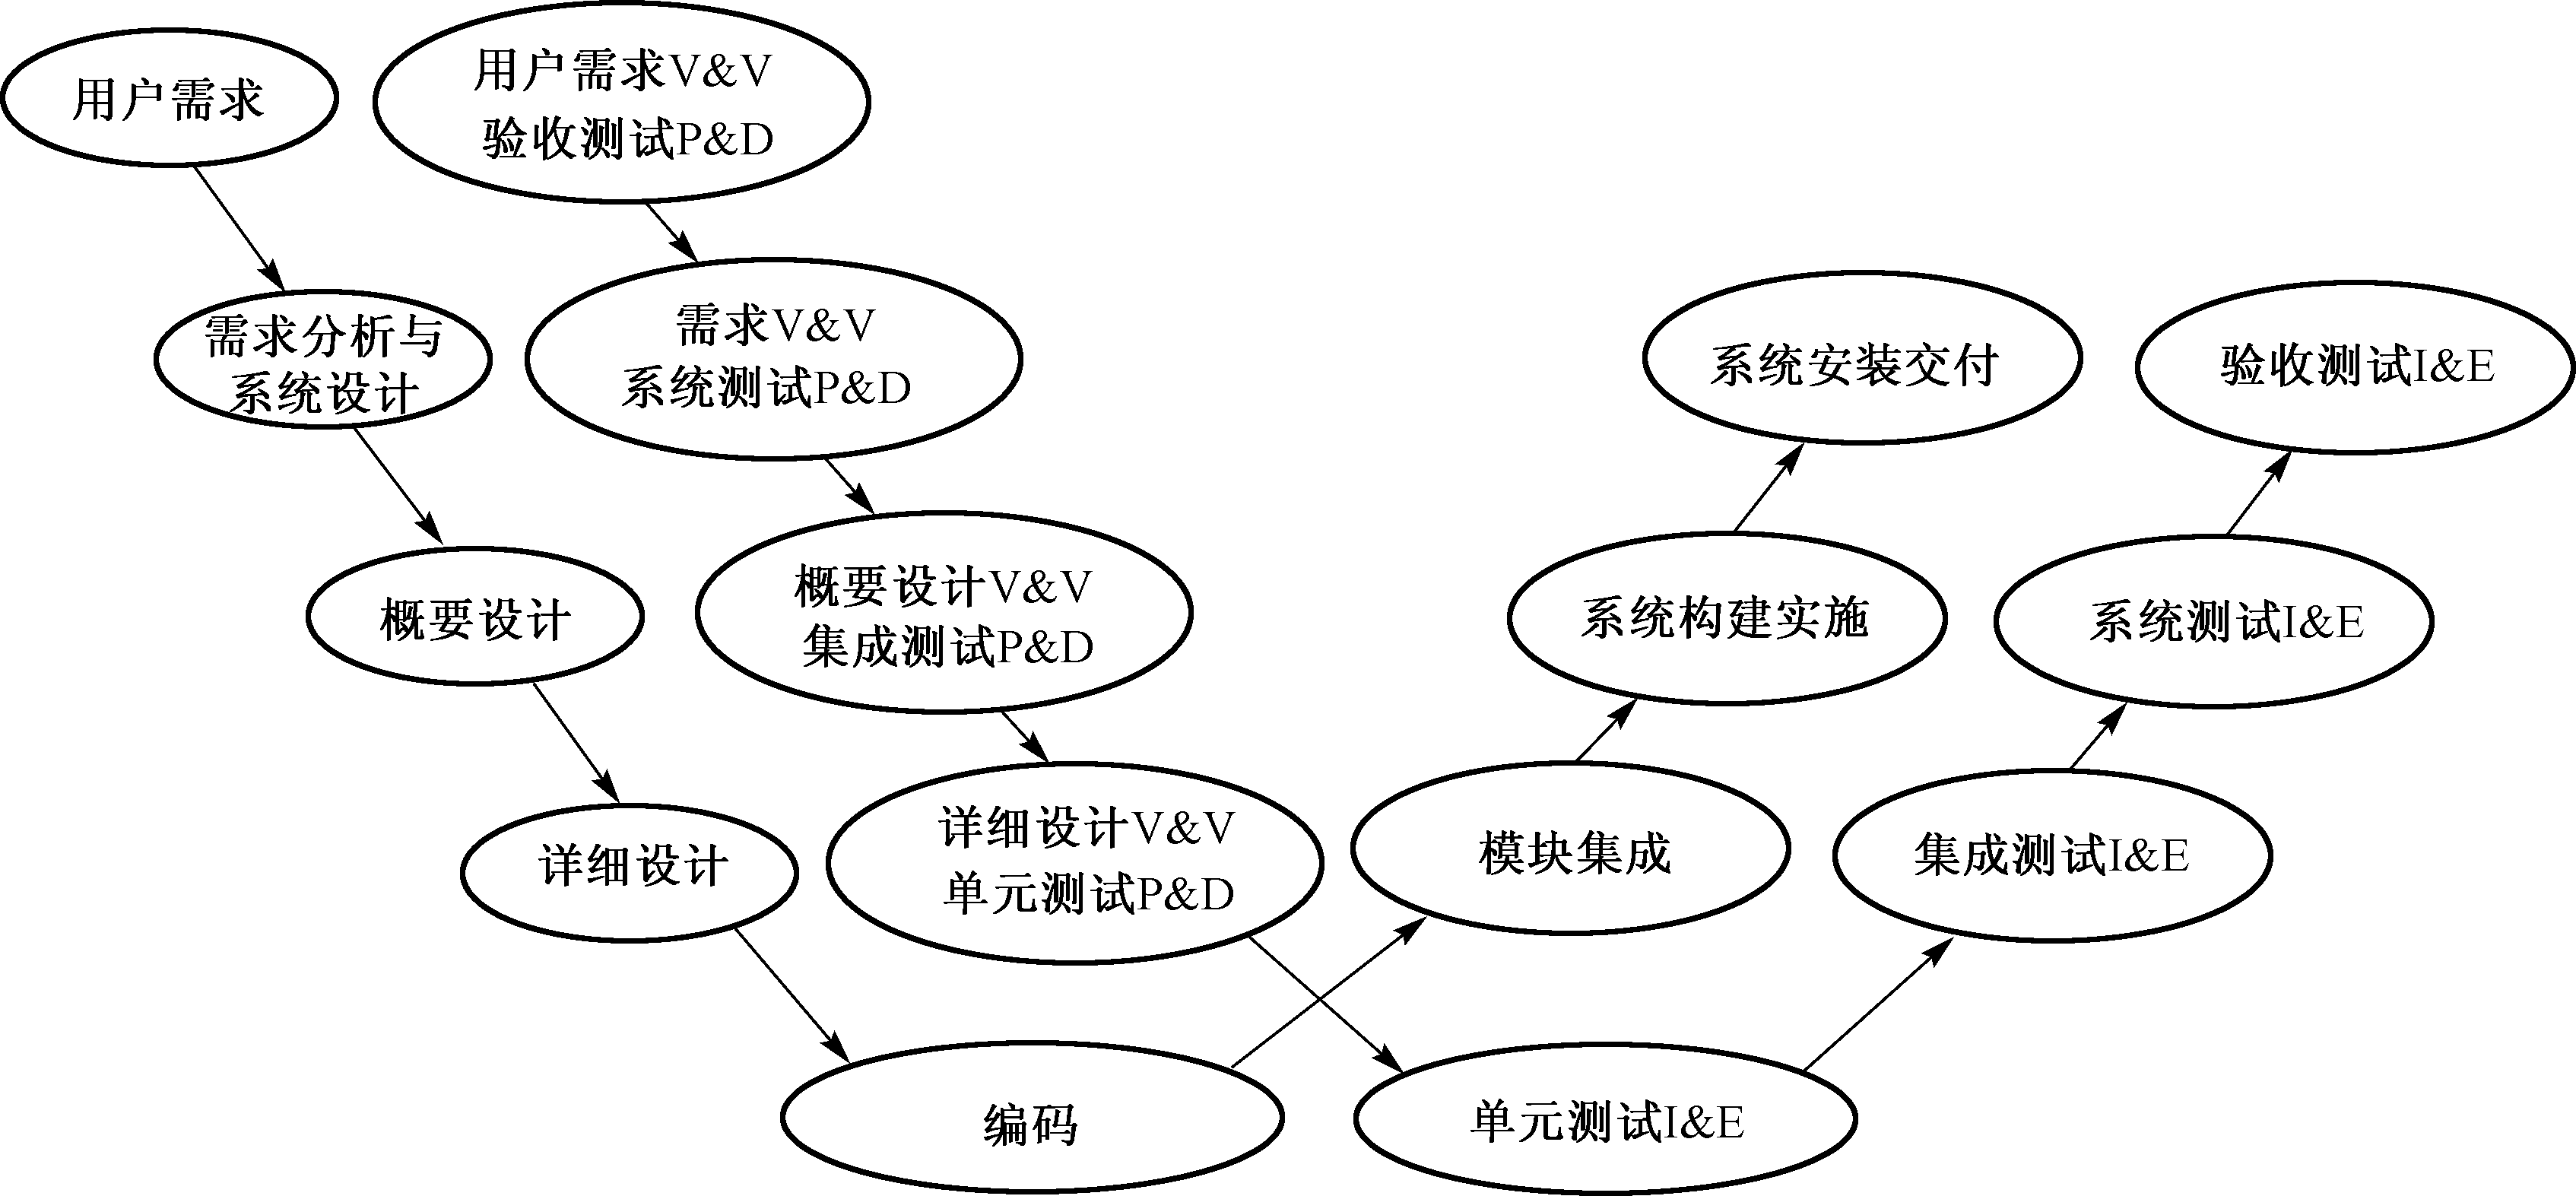 用户需求
用户需求V&V
验收测试P&D
需求分析与
系统设计
需求V&V
系统测试P&D
系统安装交付
验收测试I&E
概要设计
概要设计V&V
集成测试P&D
系统构建实施
系统测试I&E
详细设计
详细设计V&V
单元测试P&D
模块集成
集成测试I&E
编码
单元测试I&E